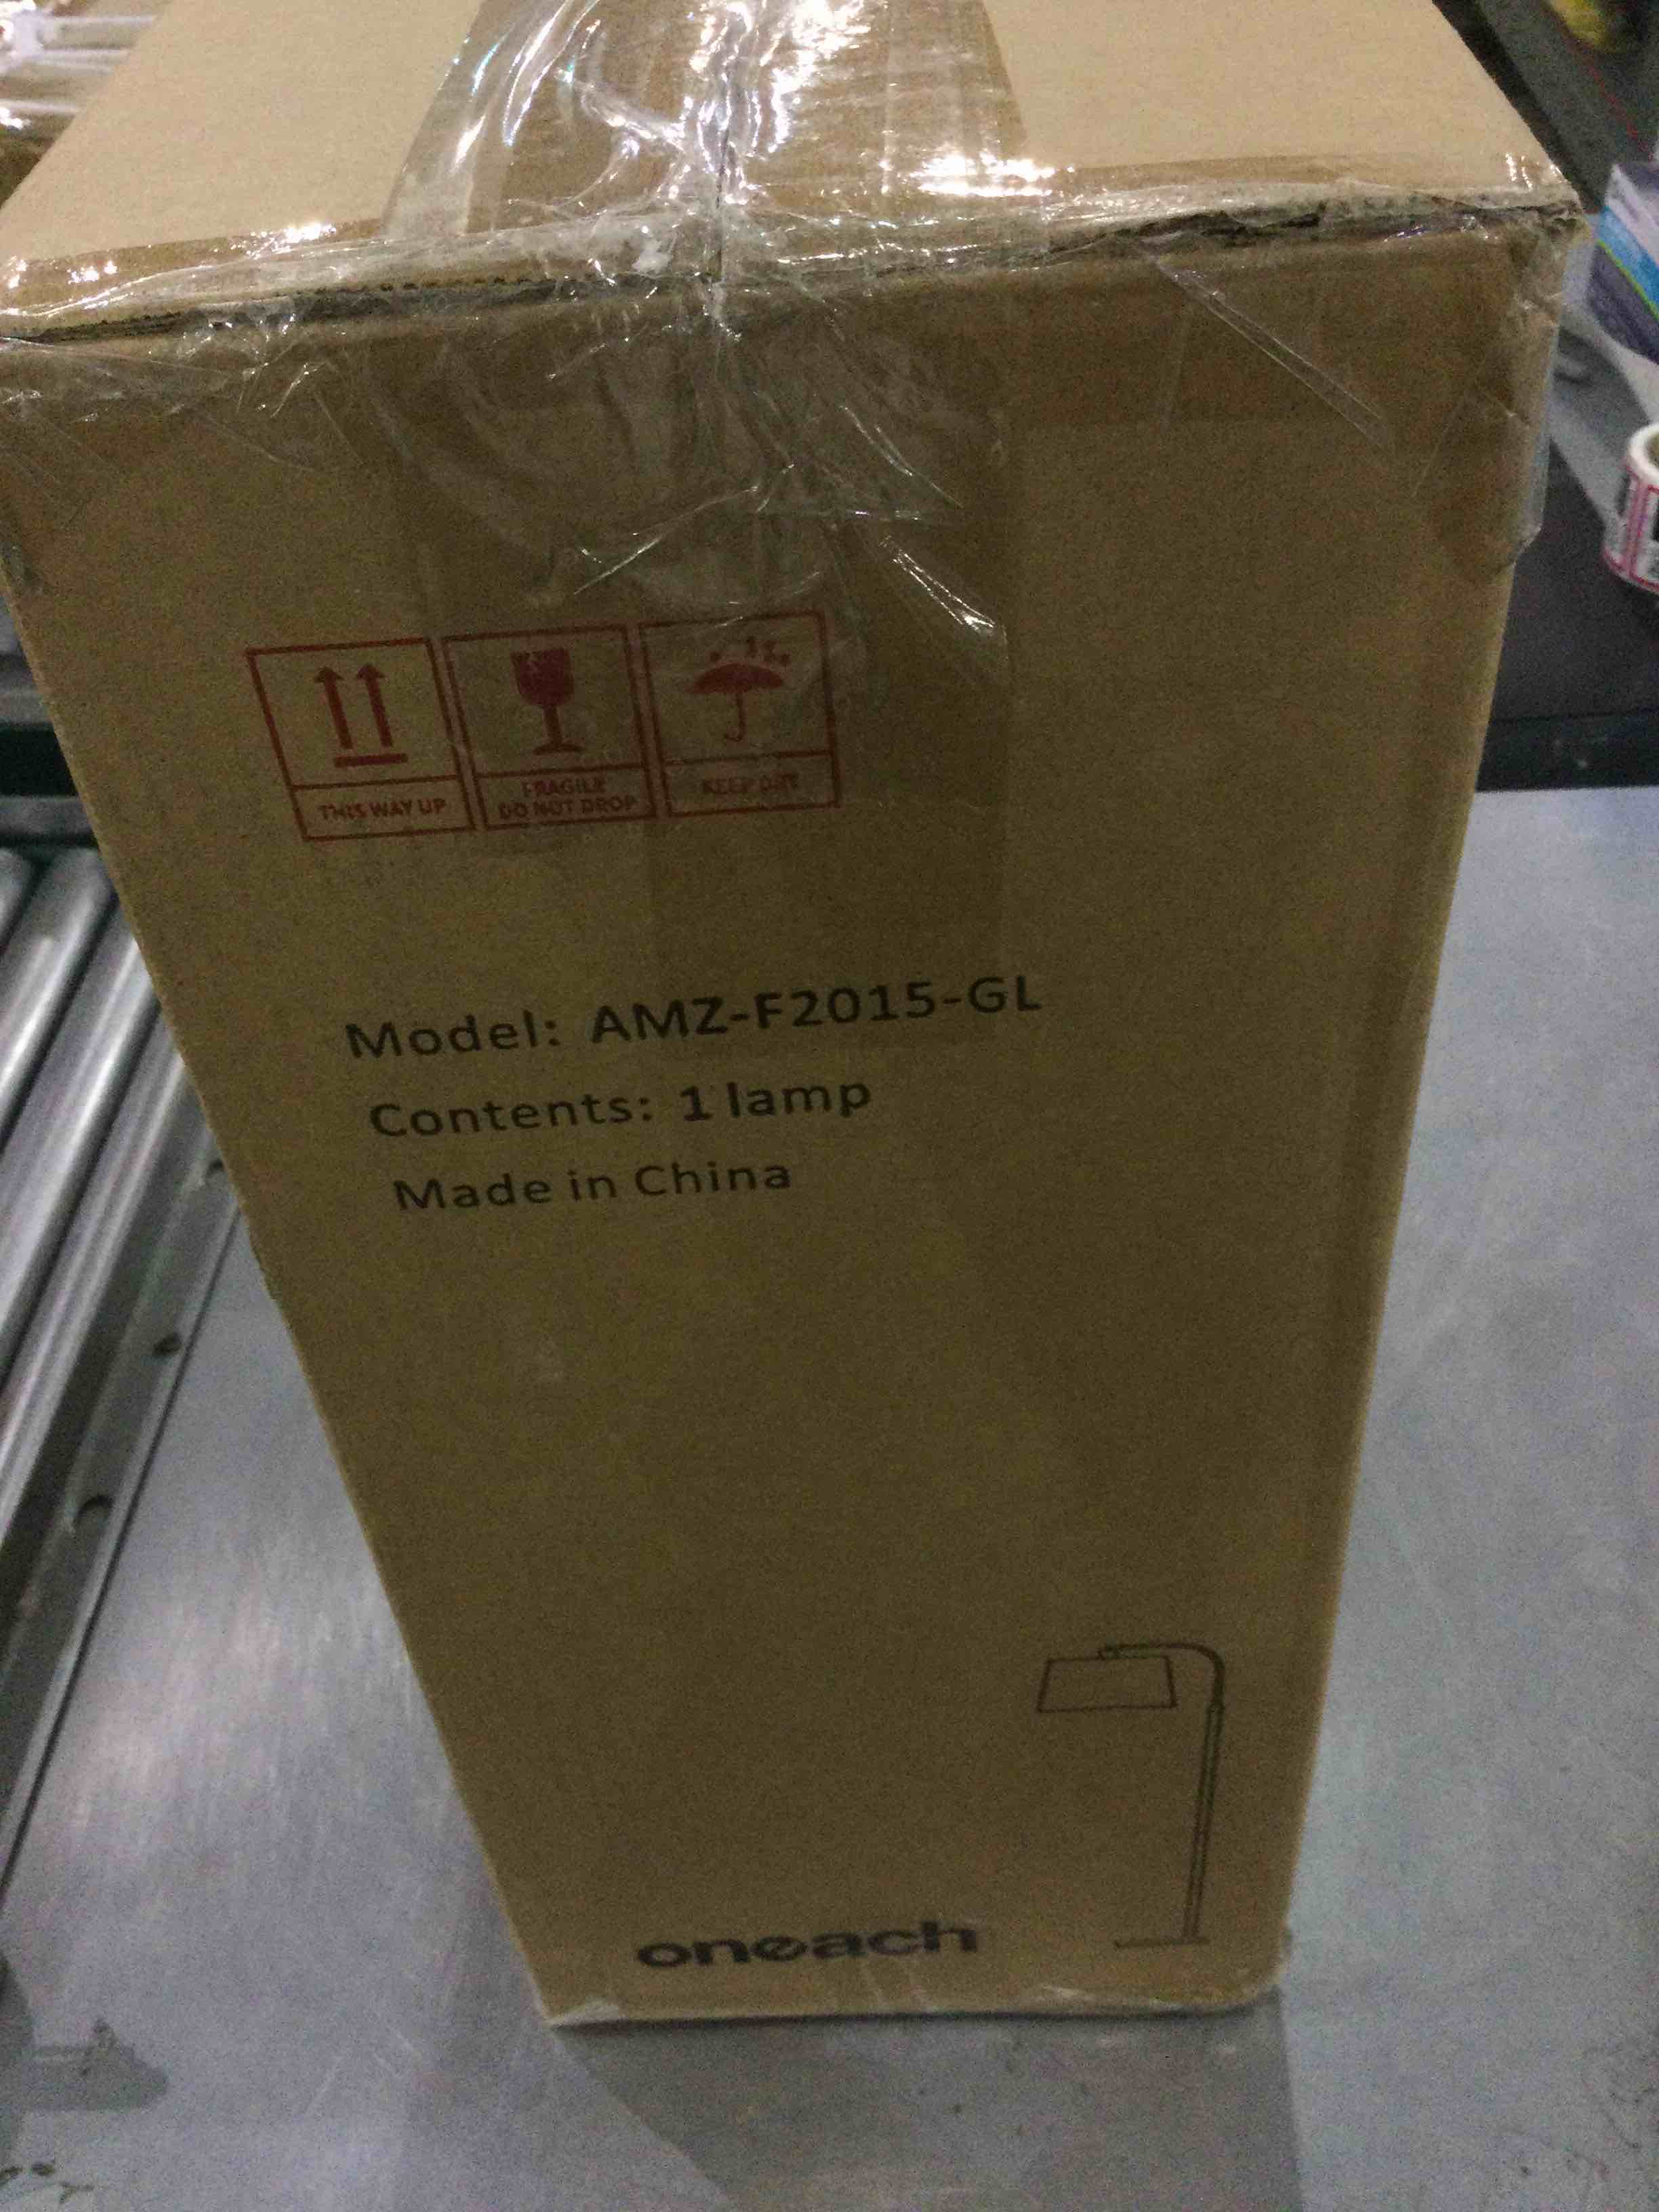 THIS WAY UP
FRAGILE
DO NOT DROP
KEEP DRY
Model: AMZ-F2015-GL
Contents: 1 lamp
Made in China
oneach